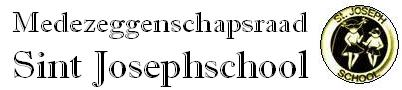 Medezeggenschapsraad
Sint Josephschool
ST. JOSEPH
SCHOOL